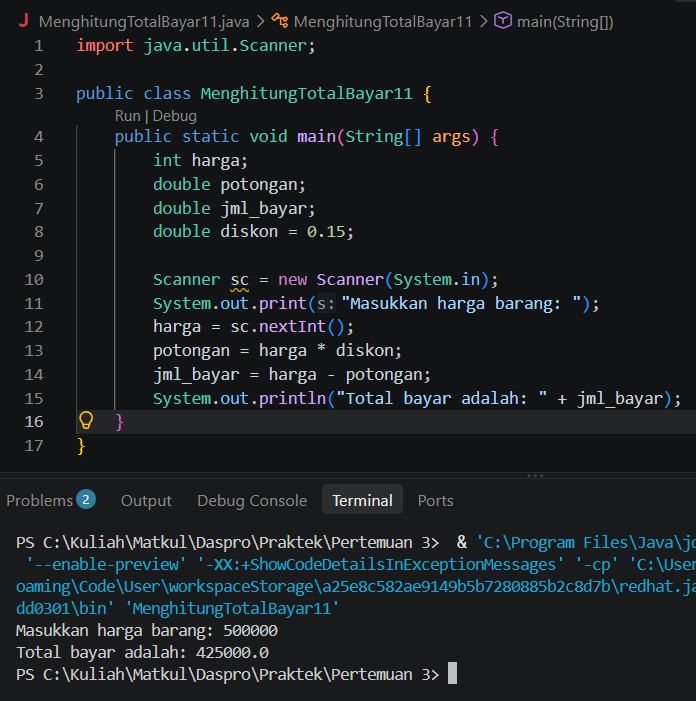 J MenghitungTotalBayar11.java > MenghitungTotalBayar11 > main(String[])
1 import java.util.Scanner;
2
3 public class MenghitungTotalBayar11 {
Run | Debug
4 public static void main(String[] args) {
5 int harga;
6 double potongan;
7 double jml_bayar;
8 double diskon = 0.15;
9
10 Scanner sc = new Scanner(System.in);
11 System.out.print(s: "Masukkan harga barang: ");
12 harga = sc.nextInt();
13 potongan = harga * diskon;
14 jml_bayar = harga - potongan;
15 System.out.println("Total bayar adalah: " + jml_bayar);
16 }
17 }
Problems 2 Output Debug Console Terminal Ports
PS C:\Kuliah\Matkul\Daspro\Praktek\Pertemuan 3> & 'C:\Program Files\Java\jd
'--enable-preview' '-XX:+ShowCodeDetailsInExceptionMessages' '-cp' 'C:\User
oaming\Code\User\workspaceStorage\a25e8c582ae9149b5b7280885b2c8d7b\redhat.ja
dd0301\bin' 'MenghitungTotalBayar11'
Masukkan harga barang: 500000
Total bayar adalah: 425000.0
PS C:\Kuliah\Matkul\Daspro\Praktek\Pertemuan 3>